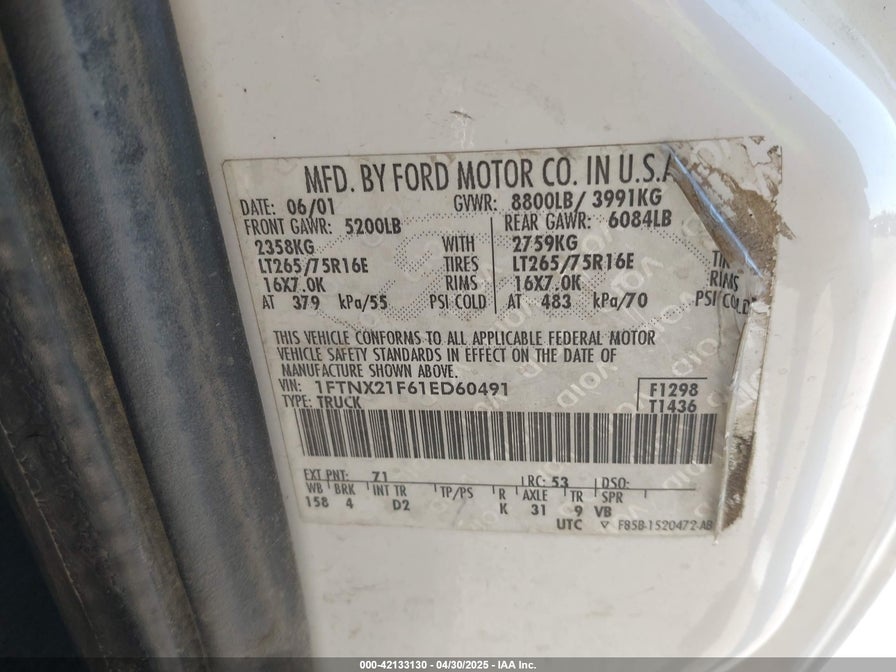 MFD. BY FORD MOTOR CO. IN U.S.A
DATE: 06/01 GVWR: 8800LB/ 3991KG
FRONT GAWR: 5200LB REAR GAWR: 6084LB
2358KG WITH 2759KG
LT265/75R16E TIRES LT265/75R16E TIR
16X7.0K RIMS 16X7.0K RIMS
AT 379 kPa/55 PSI COLD AT 483 kPa/70 PSI COLD
THIS VEHICLE CONFORMS TO ALL APPLICABLE FEDERAL MOTOR
VEHICLE SAFETY STANDARDS IN EFFECT ON THE DATE OF
MANUFACTURE SHOWN ABOVE.
VIN: 1FTNX21F61ED60491 F1298
TYPE: TRUCK T1436
EXT PNT: 71 RC: 53 DSO:
WB BRK INT TR TP/PS R AXLE TR SPR
158 4 D2 K 31 9 VB
UTC ▽ F85B-1520472-AB
000-42133130 - 04/30/2025 - IAA Inc.